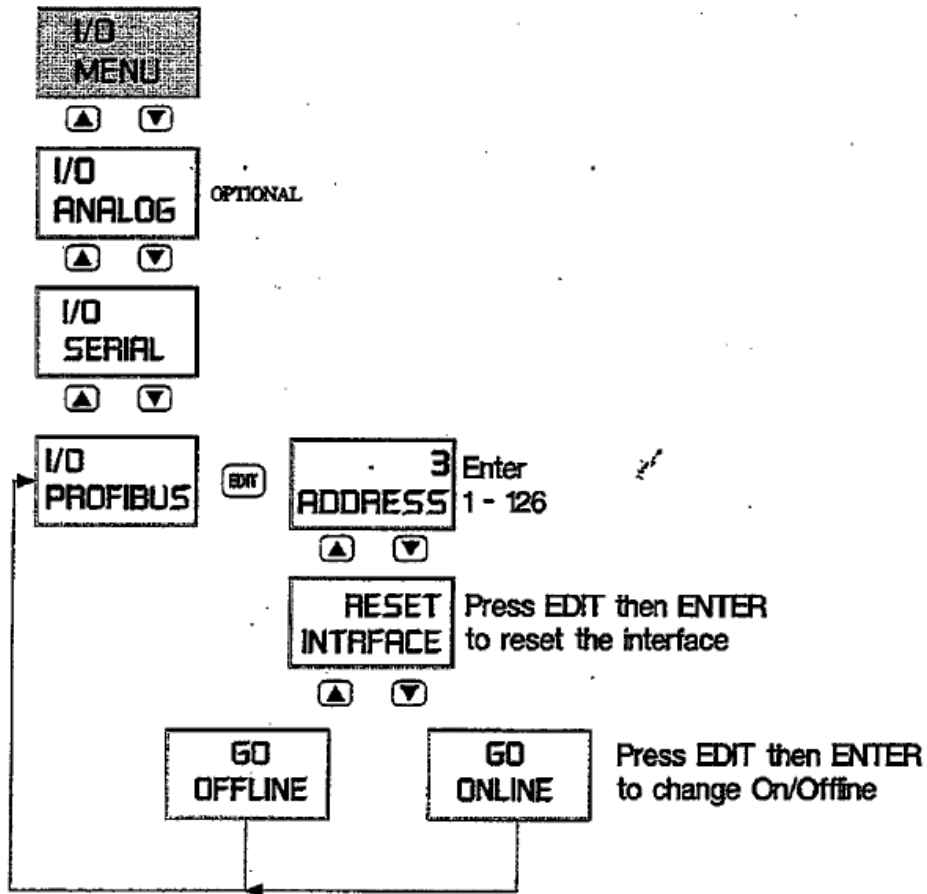 I/O
MENU
I/O
ANALOG
OPTIONAL
I/O
SERIAL
I/O
PROFIBUS
EDIT
3
ADDRESS
Enter
1 - 126
RESET
INTRFACE
Press EDIT then ENTER
to reset the interface
GO
OFFLINE
GO
ONLINE
Press EDIT then ENTER
to change On/Offline